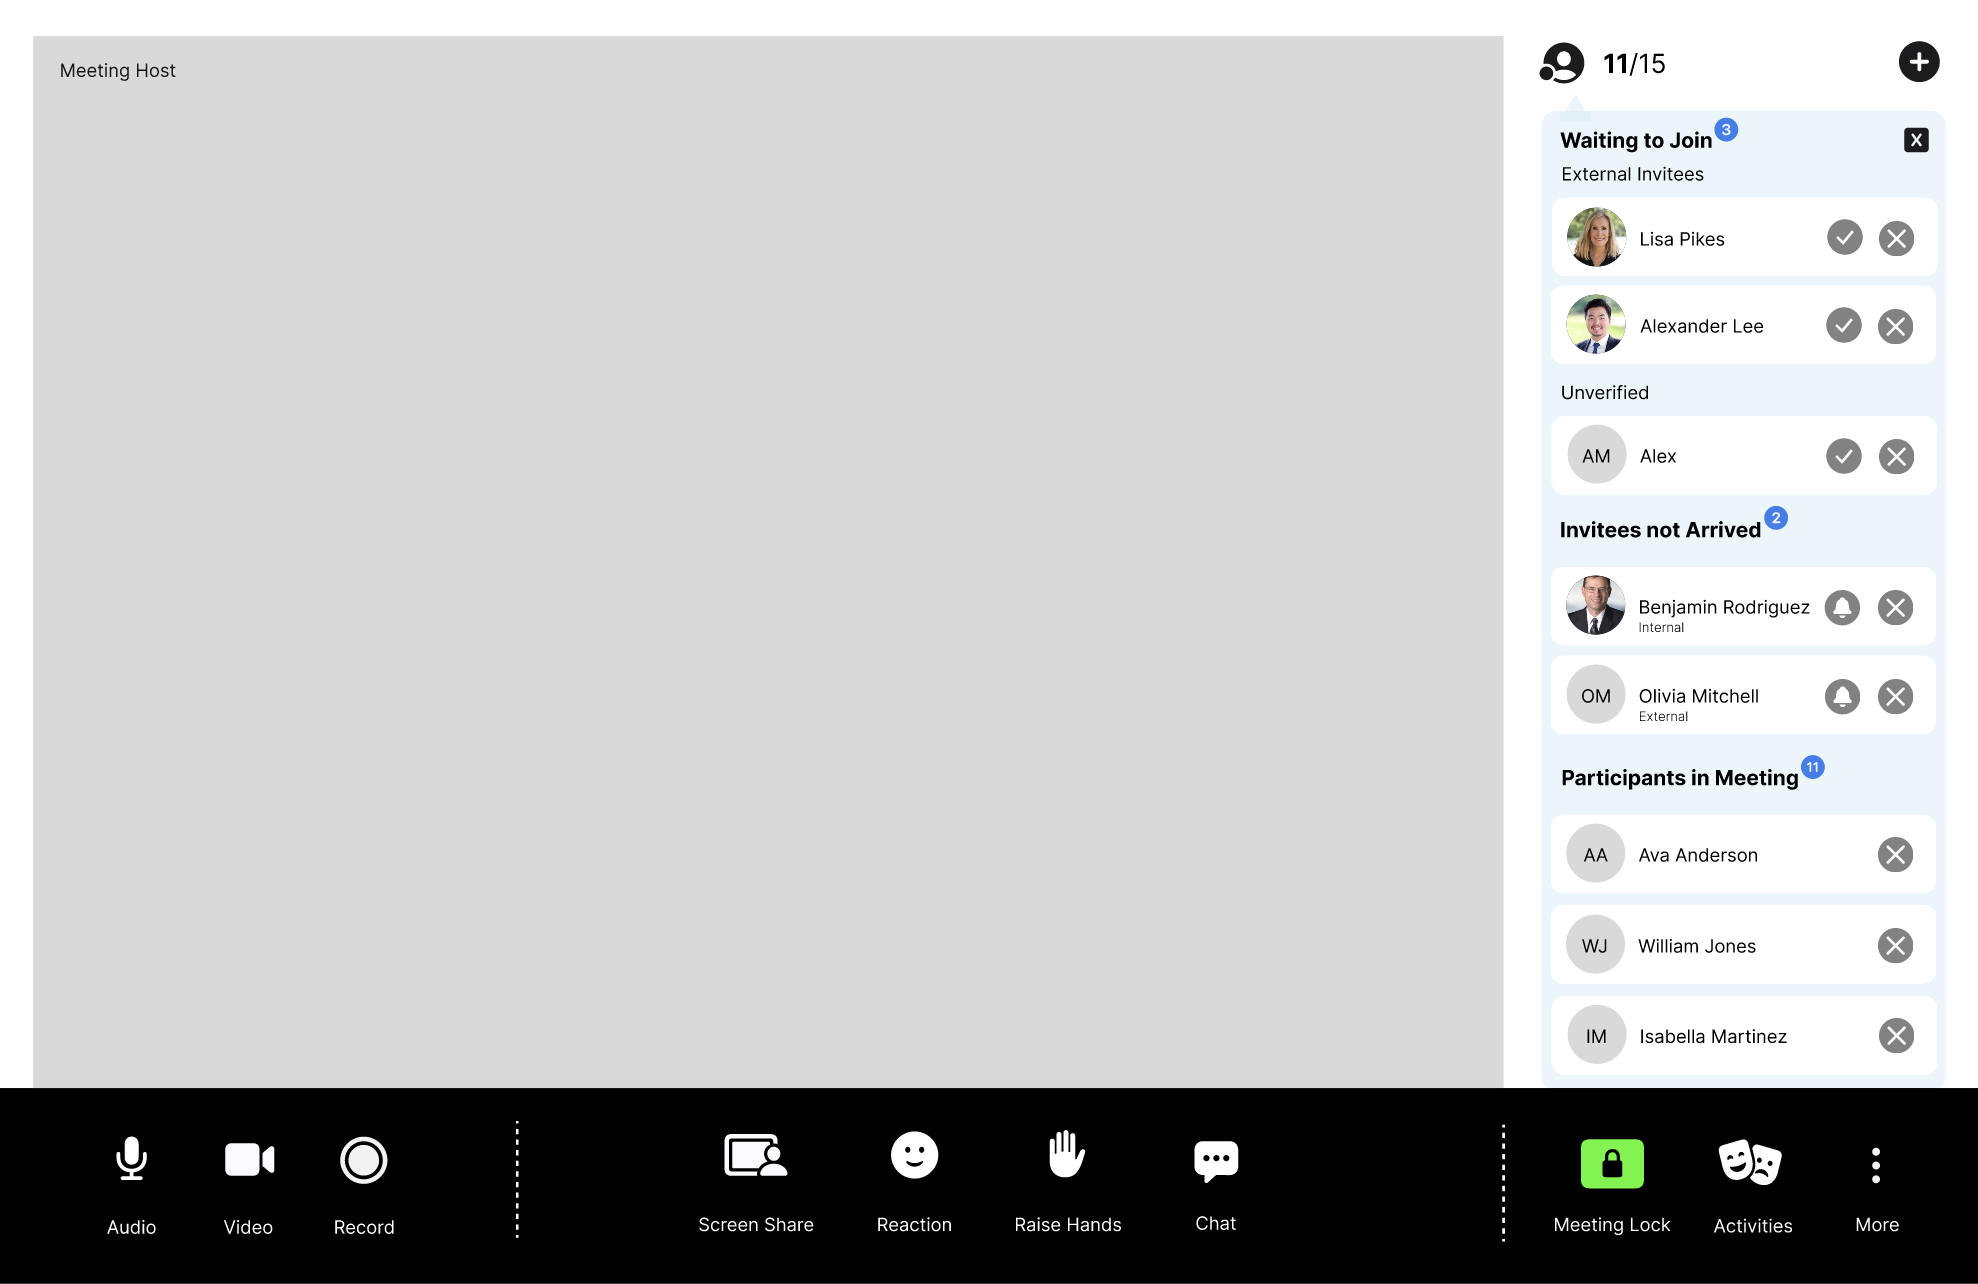 Meeting Host
11/15
Waiting to Join 3
X
External Invitees
Lisa Pikes
Alexander Lee
Unverified
AM Alex
Invitees not Arrived 2
Benjamin Rodriguez
Internal
OM Olivia Mitchell
External
Participants in Meeting 11
AA Ava Anderson
WJ William Jones
IM Isabella Martinez
Audio
Video
Record
Screen Share
Reaction
Raise Hands
Chat
Meeting Lock
Activities
More